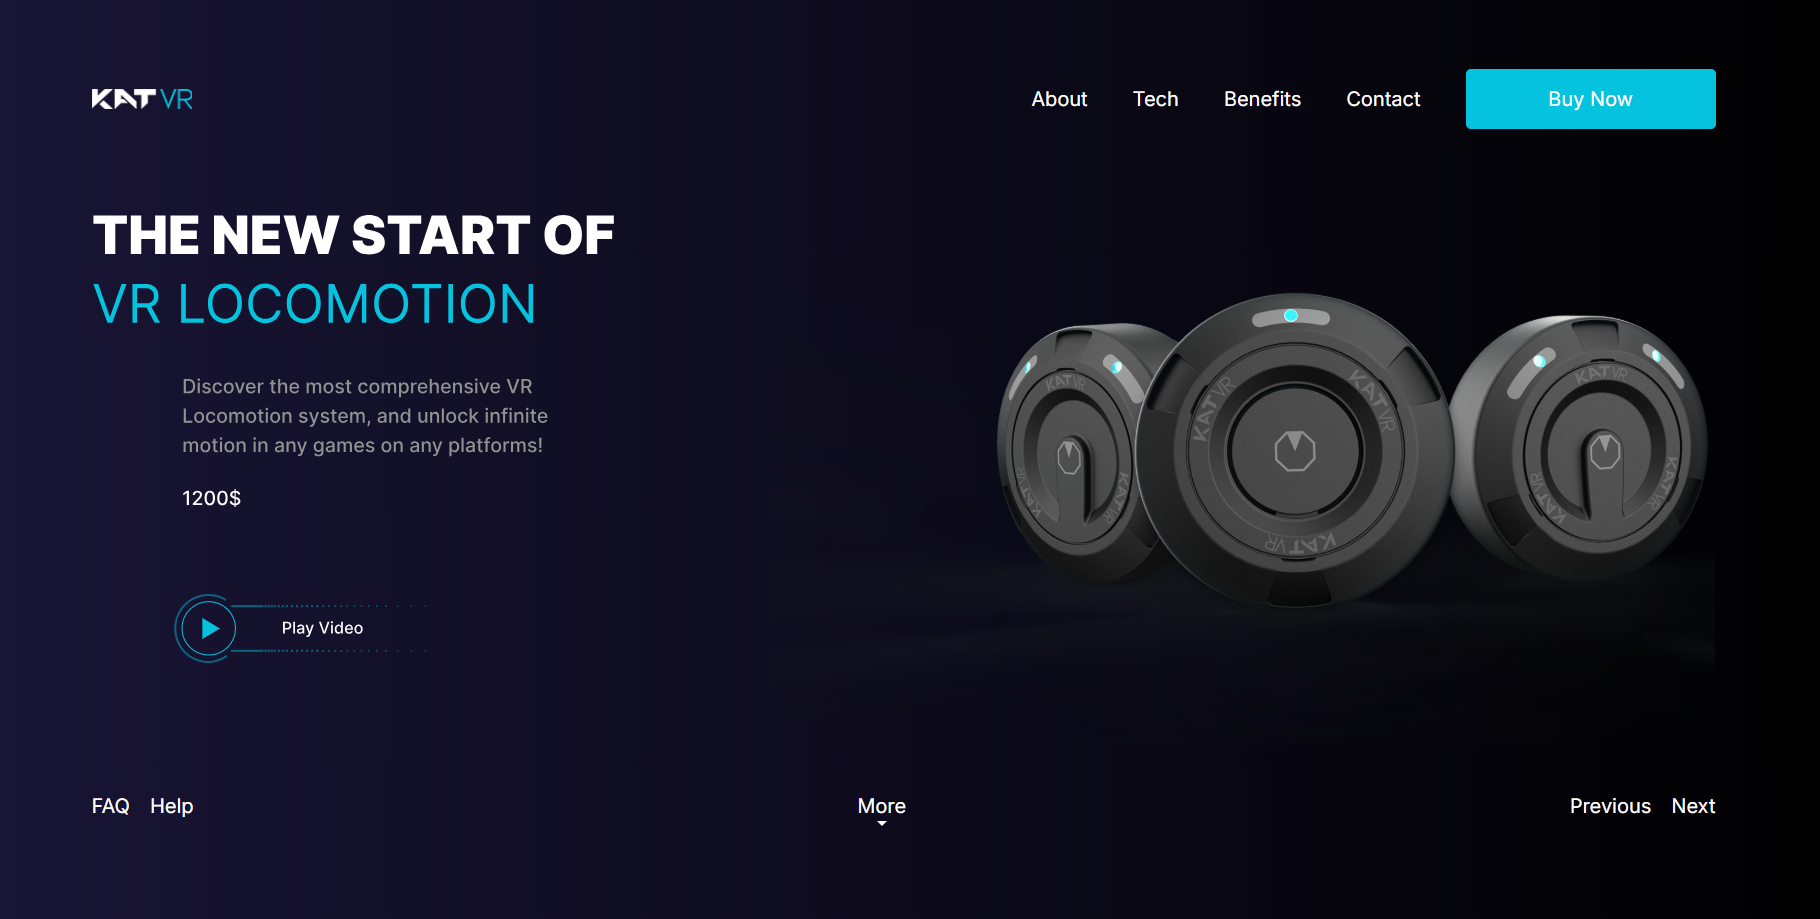 KAT VR
About Tech Benefits Contact Buy Now
THE NEW START OF
VR LOCOMOTION
Discover the most comprehensive VR
Locomotion system, and unlock infinite
motion in any games on any platforms!
1200$
Play Video
KAT VR
KAT VR
KAT VR
KAT VR
KAT VR
KAT VR
KAT VR
KAT VR
KAT VR
FAQ Help
More
Previous Next